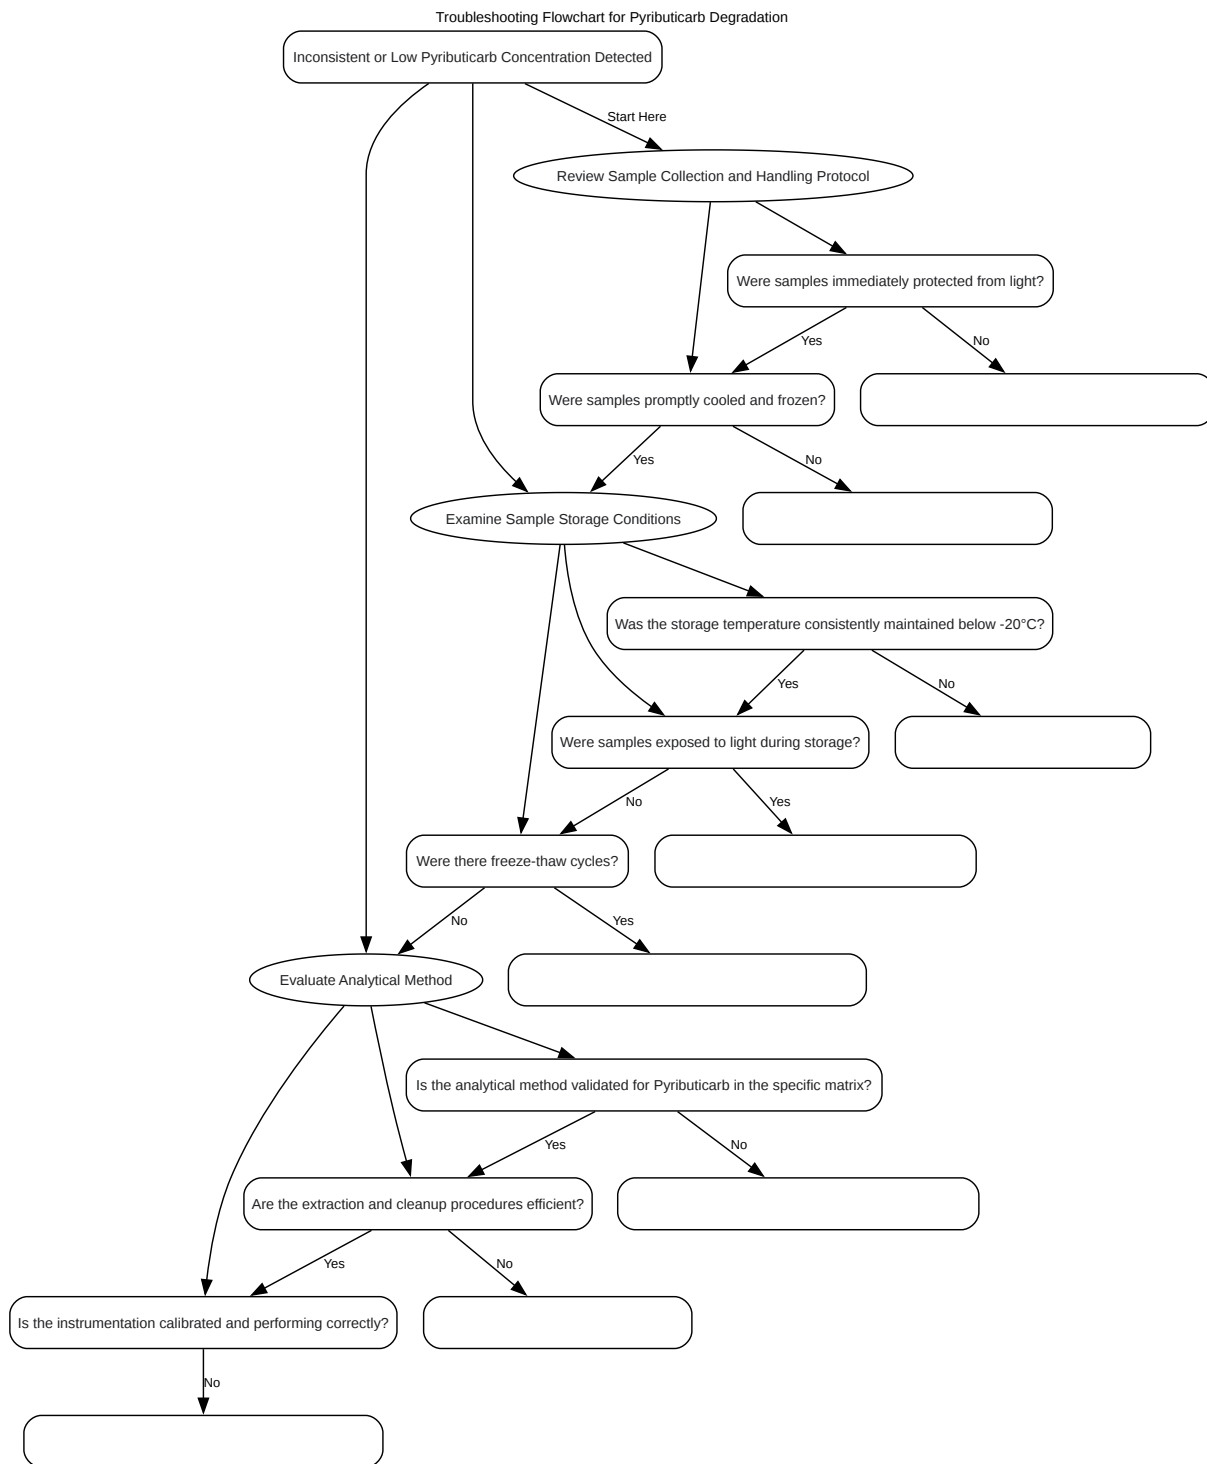 Troubleshooting Flowchart for Pyributicarb Degradation
Inconsistent or Low Pyributicarb Concentration Detected
Start Here
Review Sample Collection and Handling Protocol
Were samples immediately protected from light?
Yes
No
Were samples promptly cooled and frozen?
Yes
No
Examine Sample Storage Conditions
Was the storage temperature consistently maintained below -20°C?
Yes
No
Were samples exposed to light during storage?
No
Yes
Were there freeze-thaw cycles?
No
Yes
Evaluate Analytical Method
Is the analytical method validated for Pyributicarb in the specific matrix?
Yes
No
Are the extraction and cleanup procedures efficient?
Yes
No
Is the instrumentation calibrated and performing correctly?
No